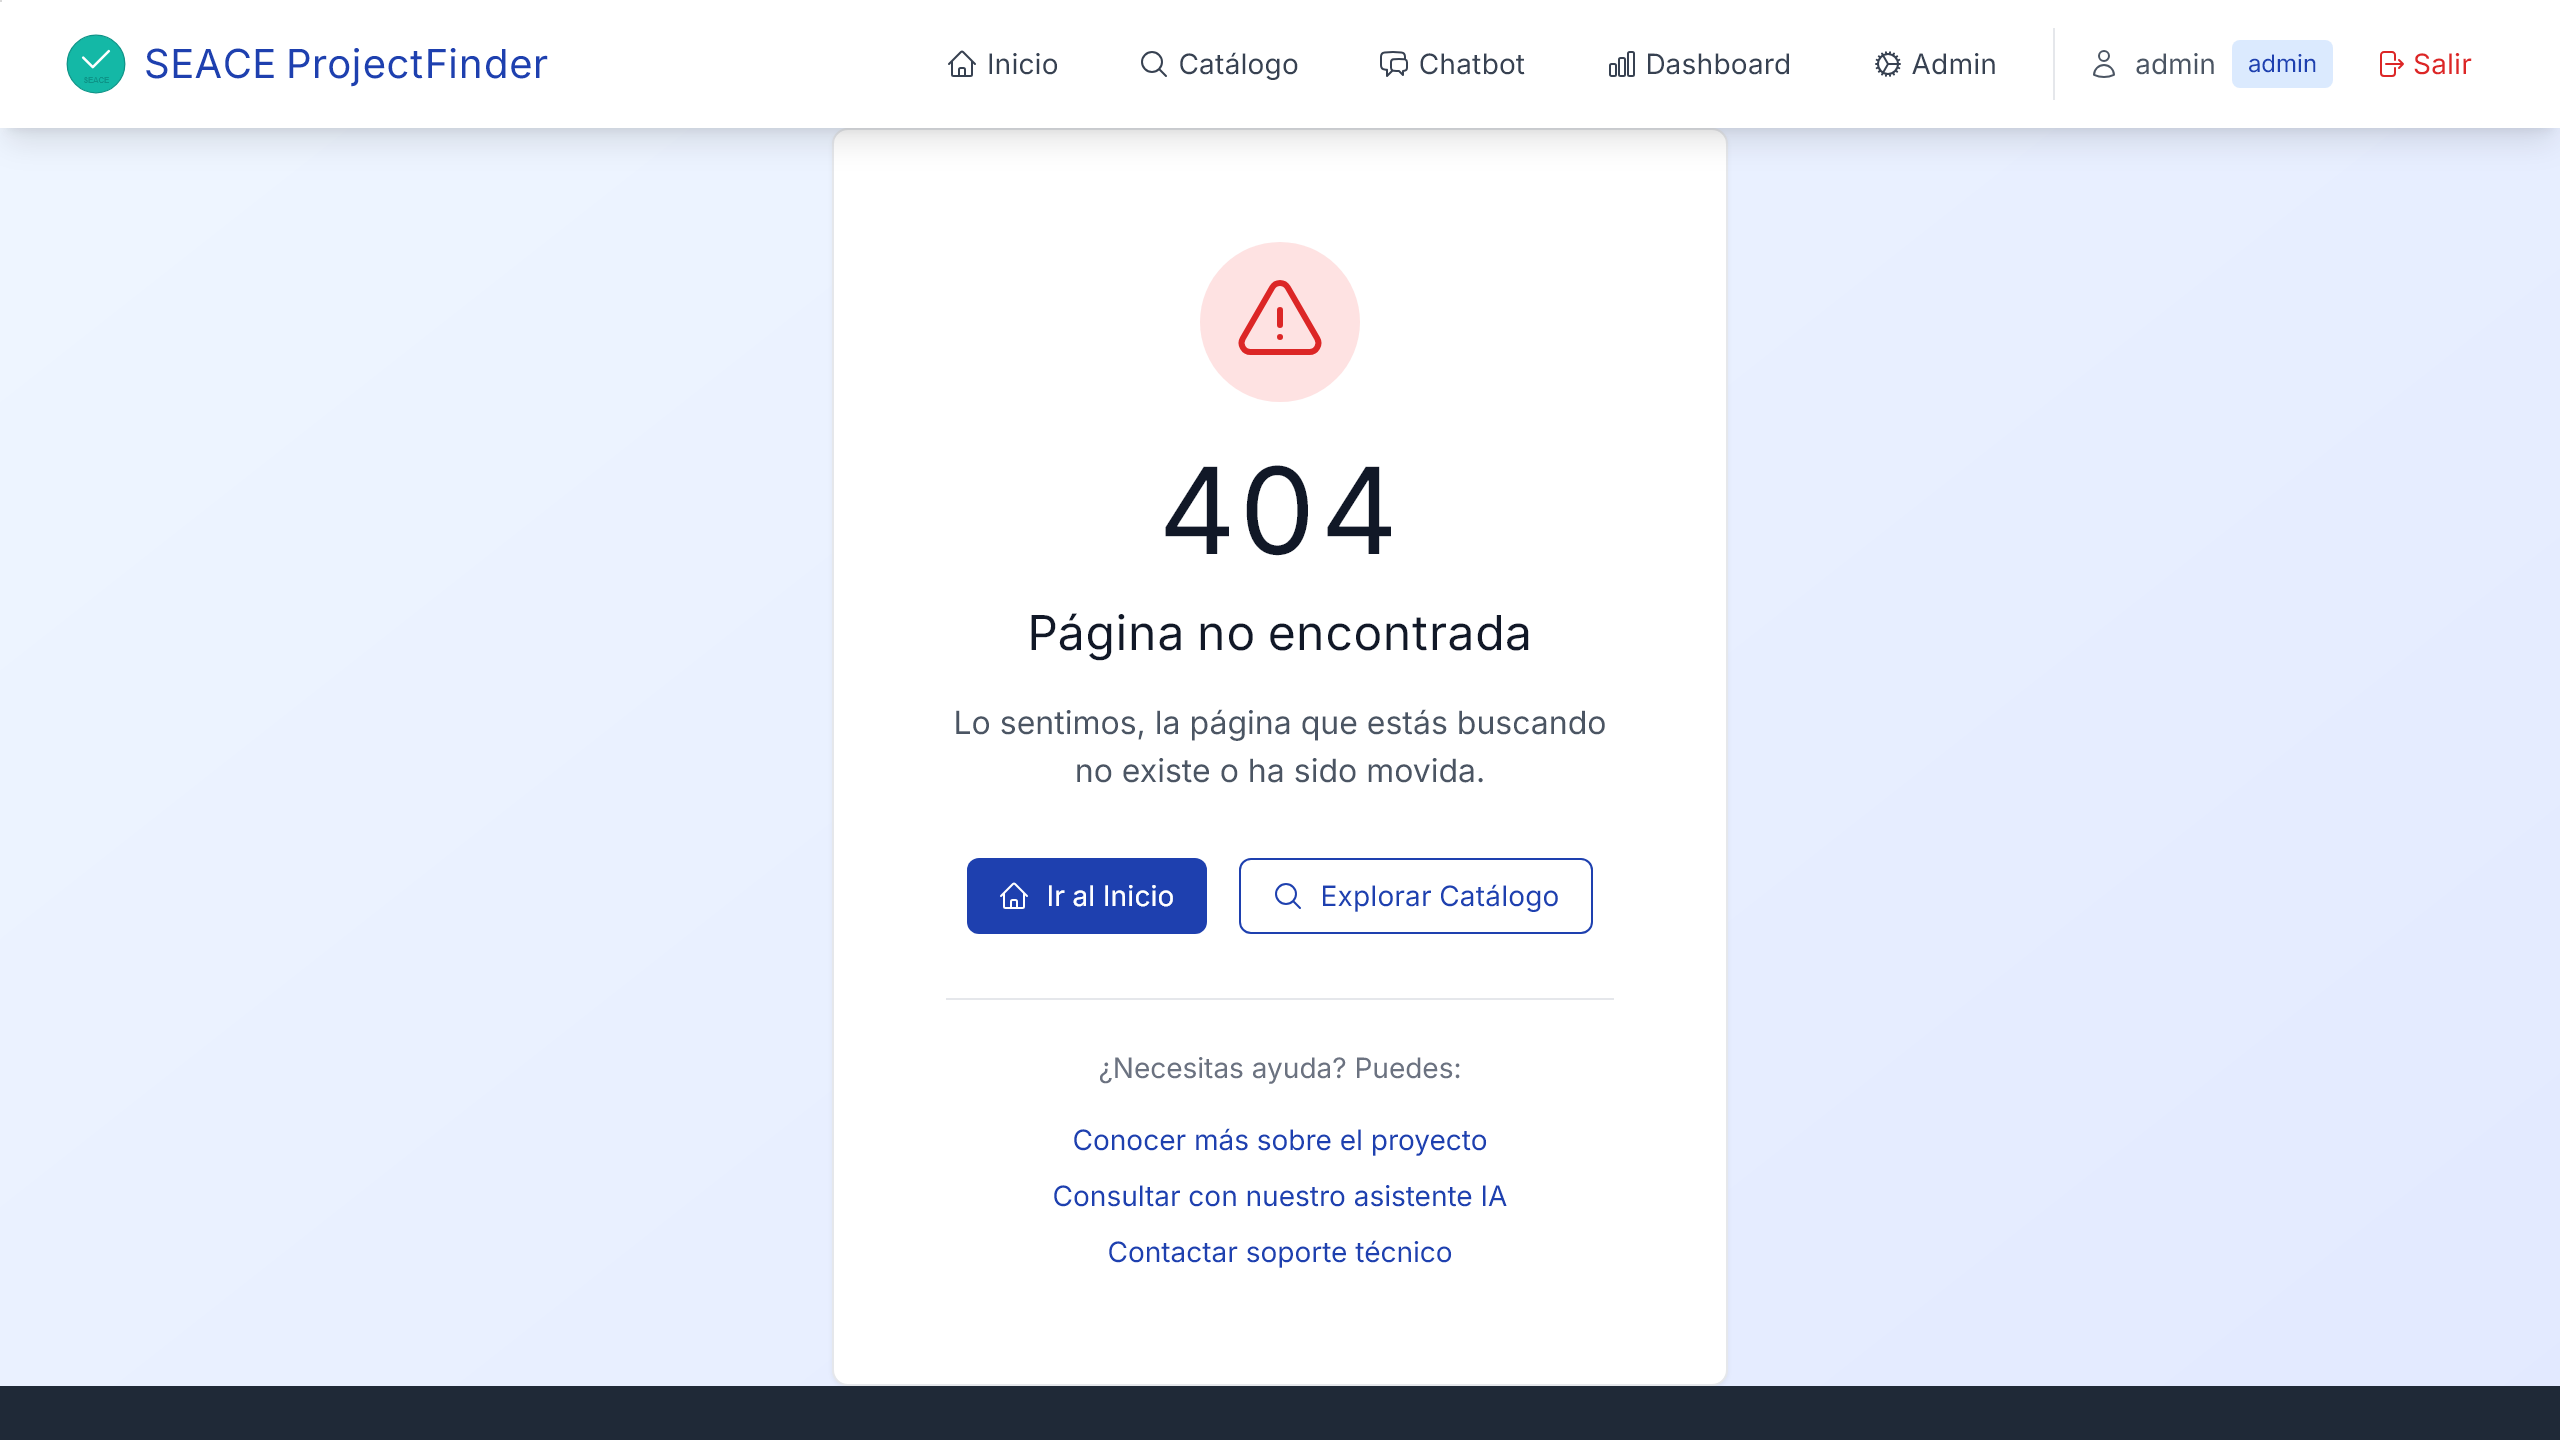 SEACE
SEACE ProjectFinder
Inicio
Catálogo
Chatbot
Dashboard
Admin
admin
admin
Salir
404
Página no encontrada
Lo sentimos, la página que estás buscando
no existe o ha sido movida.
Ir al Inicio
Explorar Catálogo
¿Necesitas ayuda? Puedes:
Conocer más sobre el proyecto
Consultar con nuestro asistente IA
Contactar soporte técnico